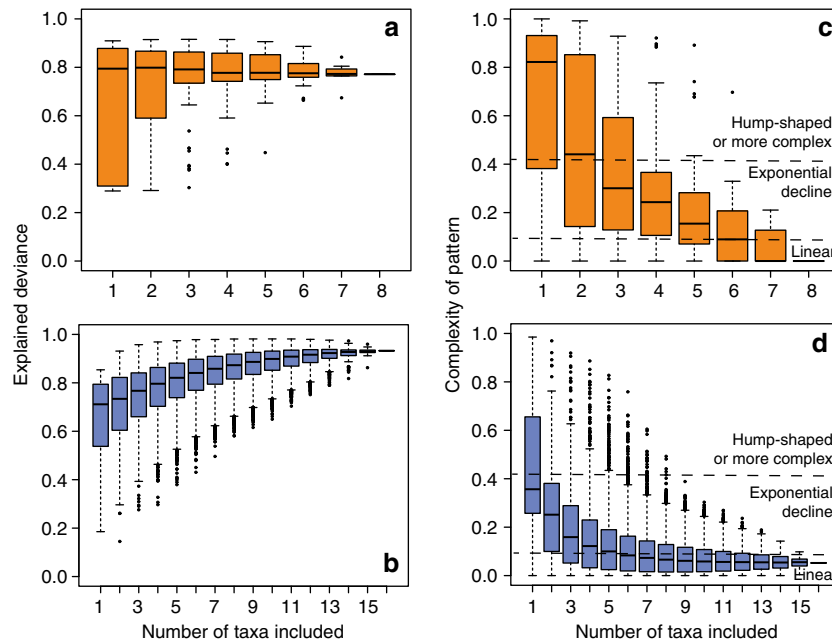 a
1.0
0.8
0.6
0.4
0.2
0.0
1 2 3 4 5 6 7 8
c
1.0
0.8
0.6
0.4
0.2
0.0
Hump-shaped
or more complex
Exponential
decline
Linear
1 2 3 4 5 6 7 8
Explained deviance
Complexity of pattern
b
1.0
0.8
0.6
0.4
0.2
0.0
1 3 5 7 9 11 13 15
Number of taxa included
d
1.0
0.8
0.6
0.4
0.2
0.0
Hump-shaped
or more complex
Exponential
decline
Linear
1 3 5 7 9 11 13 15
Number of taxa included